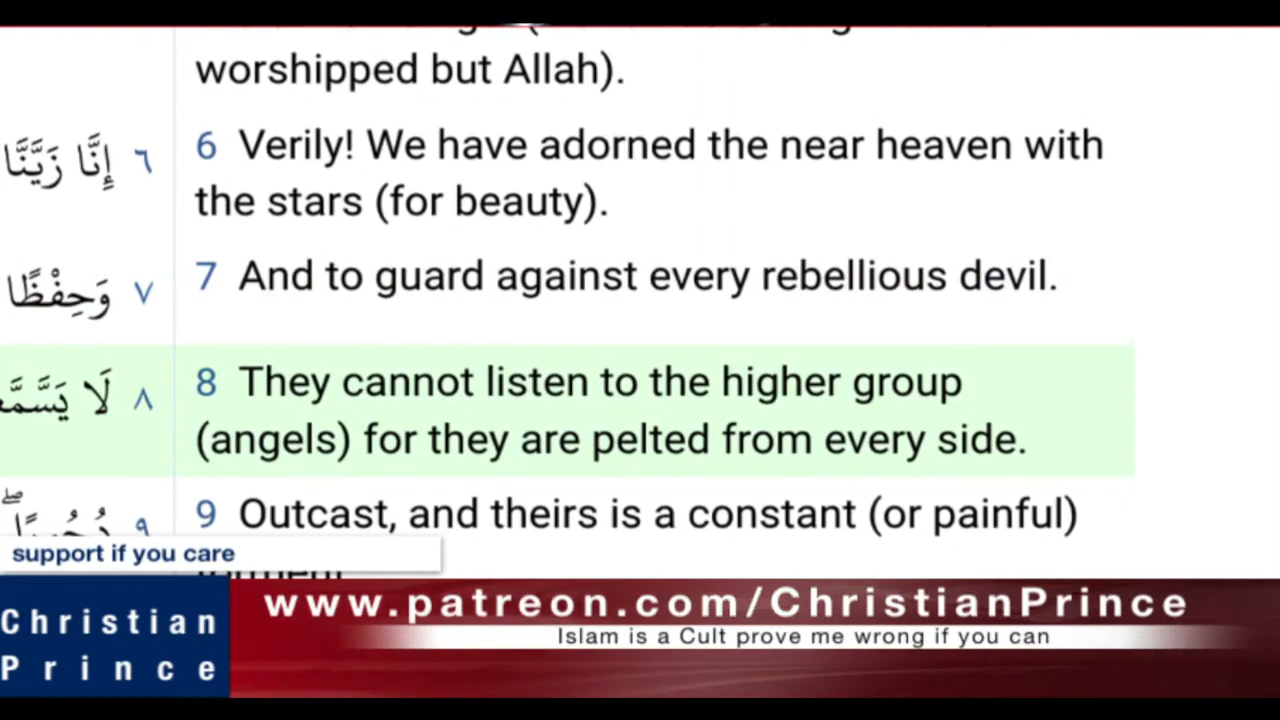 worshipped but Allah).
٦ إِنَّا زَيَّنَّا
6 Verily! We have adorned the near heaven with
the stars (for beauty).
٧ وَحِفْظًا
7 And to guard against every rebellious devil.
٨ لَا يَسَّمَّع
8 They cannot listen to the higher group
(angels) for they are pelted from every side.
٩ دُحُورًا ۖ
9 Outcast, and theirs is a constant (or painful)
support if you care
Christian
Prince
www.patreon.com/ChristianPrince
Islam is a Cult prove me wrong if you can